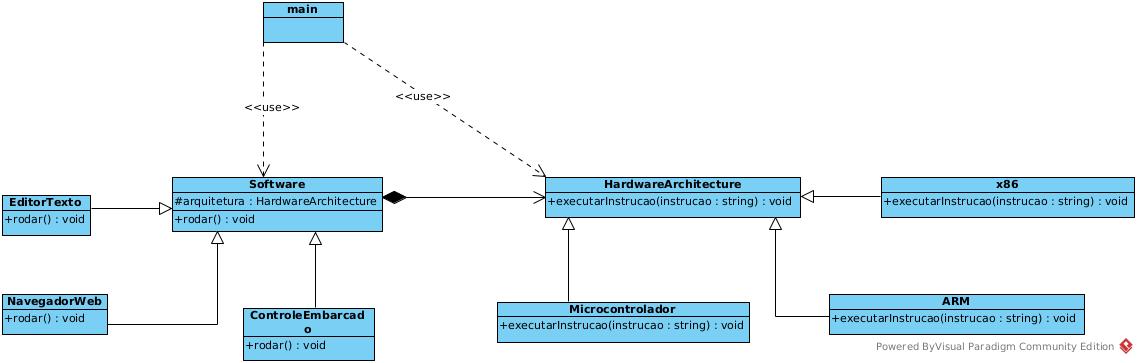 main
<<use>>
<<use>>
Software
#arquitetura : HardwareArchitecture
+rodar() : void
HardwareArchitecture
+executarInstrucao(instrucao : string) : void
x86
+executarInstrucao(instrucao : string) : void
EditorTexto
+rodar() : void
NavegadorWeb
+rodar() : void
ControleEmbarcad
o
+rodar() : void
Microcontrolador
+executarInstrucao(instrucao : string) : void
ARM
+executarInstrucao(instrucao : string) : void
Powered ByVisual Paradigm Community Edition